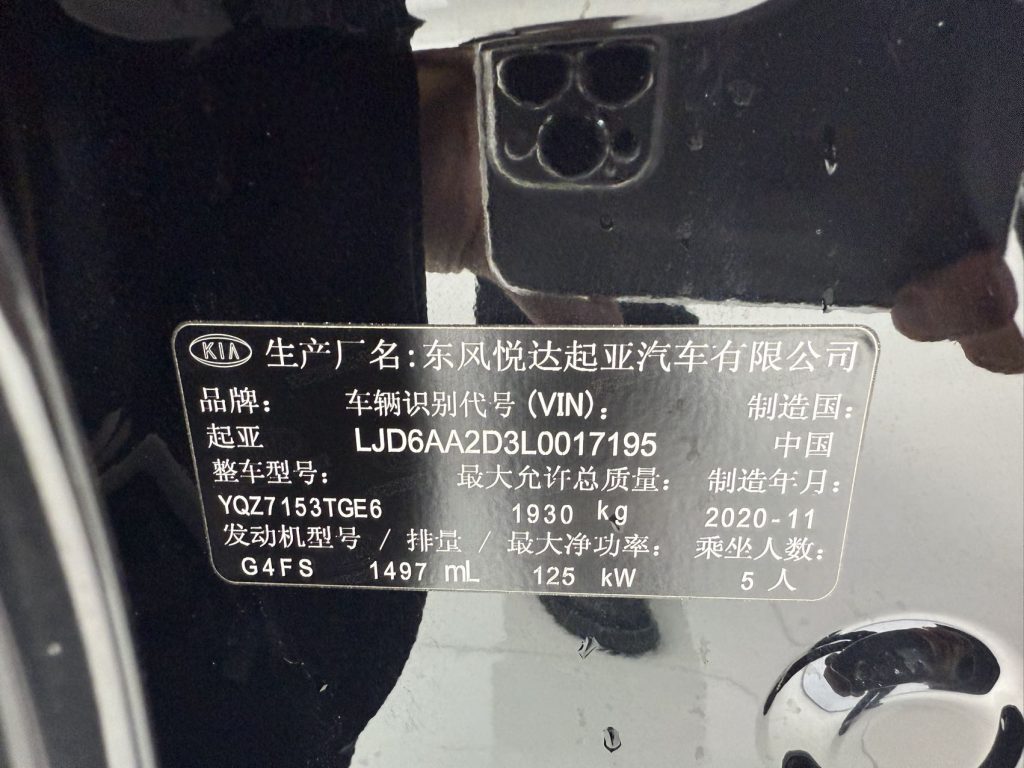 KIA 生产厂名:东风悦达起亚汽车有限公司
品牌: 车辆识别代号(VIN): 制造国:
起亚 LJD6AA2D3L0017195 中国
整车型号: 最大允许总质量: 制造年月:
YQZ7153TGE6 1930 kg 2020-11
发动机型号 / 排量 / 最大净功率: 乘坐人数:
G4FS 1497 mL 125 kW 5 人